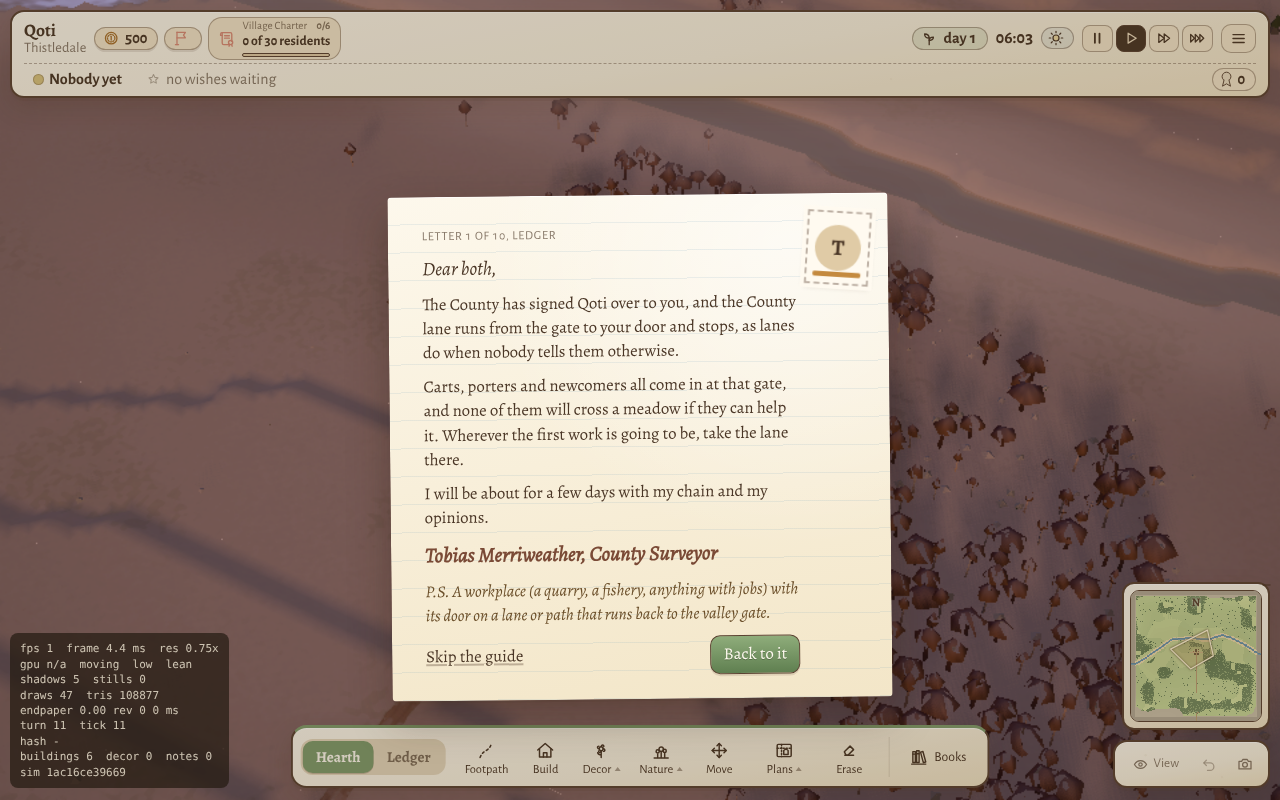 Qoti
Thistledale
500
Village Charter 0/6
0 of 30 residents
day 1
06:03
Nobody yet
no wishes waiting
0
LETTER 1 OF 10, LEDGER
T
Dear both,
The County has signed Qoti over to you, and the County
lane runs from the gate to your door and stops, as lanes
do when nobody tells them otherwise.
Carts, porters and newcomers all come in at that gate,
and none of them will cross a meadow if they can help
it. Wherever the first work is going to be, take the lane
there.
I will be about for a few days with my chain and my
opinions.
Tobias Merriweather, County Surveyor
P.S. A workplace (a quarry, a fishery, anything with jobs) with
its door on a lane or path that runs back to the valley gate.
Skip the guide
Back to it
fps 1 frame 4.4 ms res 0.75x
gpu n/a moving low lean
shadows 5 stills 0
draws 47 tris 108877
endpaper 0.00 rev 0 0 ms
turn 11 tick 11
hash -
buildings 6 decor 0 notes 0
sim 1ac16ce39669
Hearth
Ledger
Footpath
Build
Decor
Nature
Move
Plans
Erase
Books
N
View